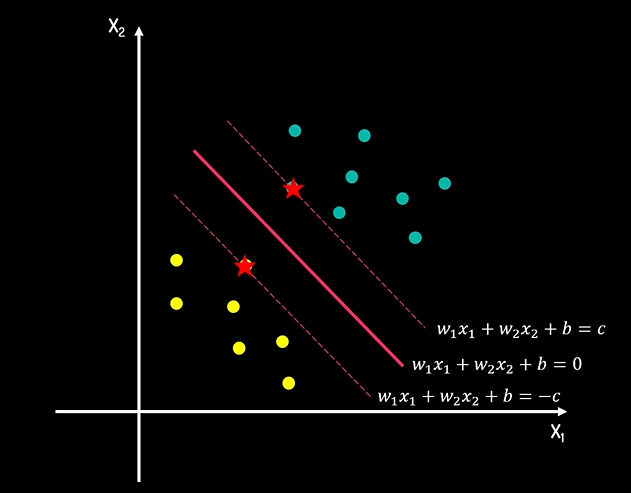 X₂
w₁x₁ + w₂x₂ + b = c
w₁x₁ + w₂x₂ + b = 0
w₁x₁ + w₂x₂ + b = −c
X₁